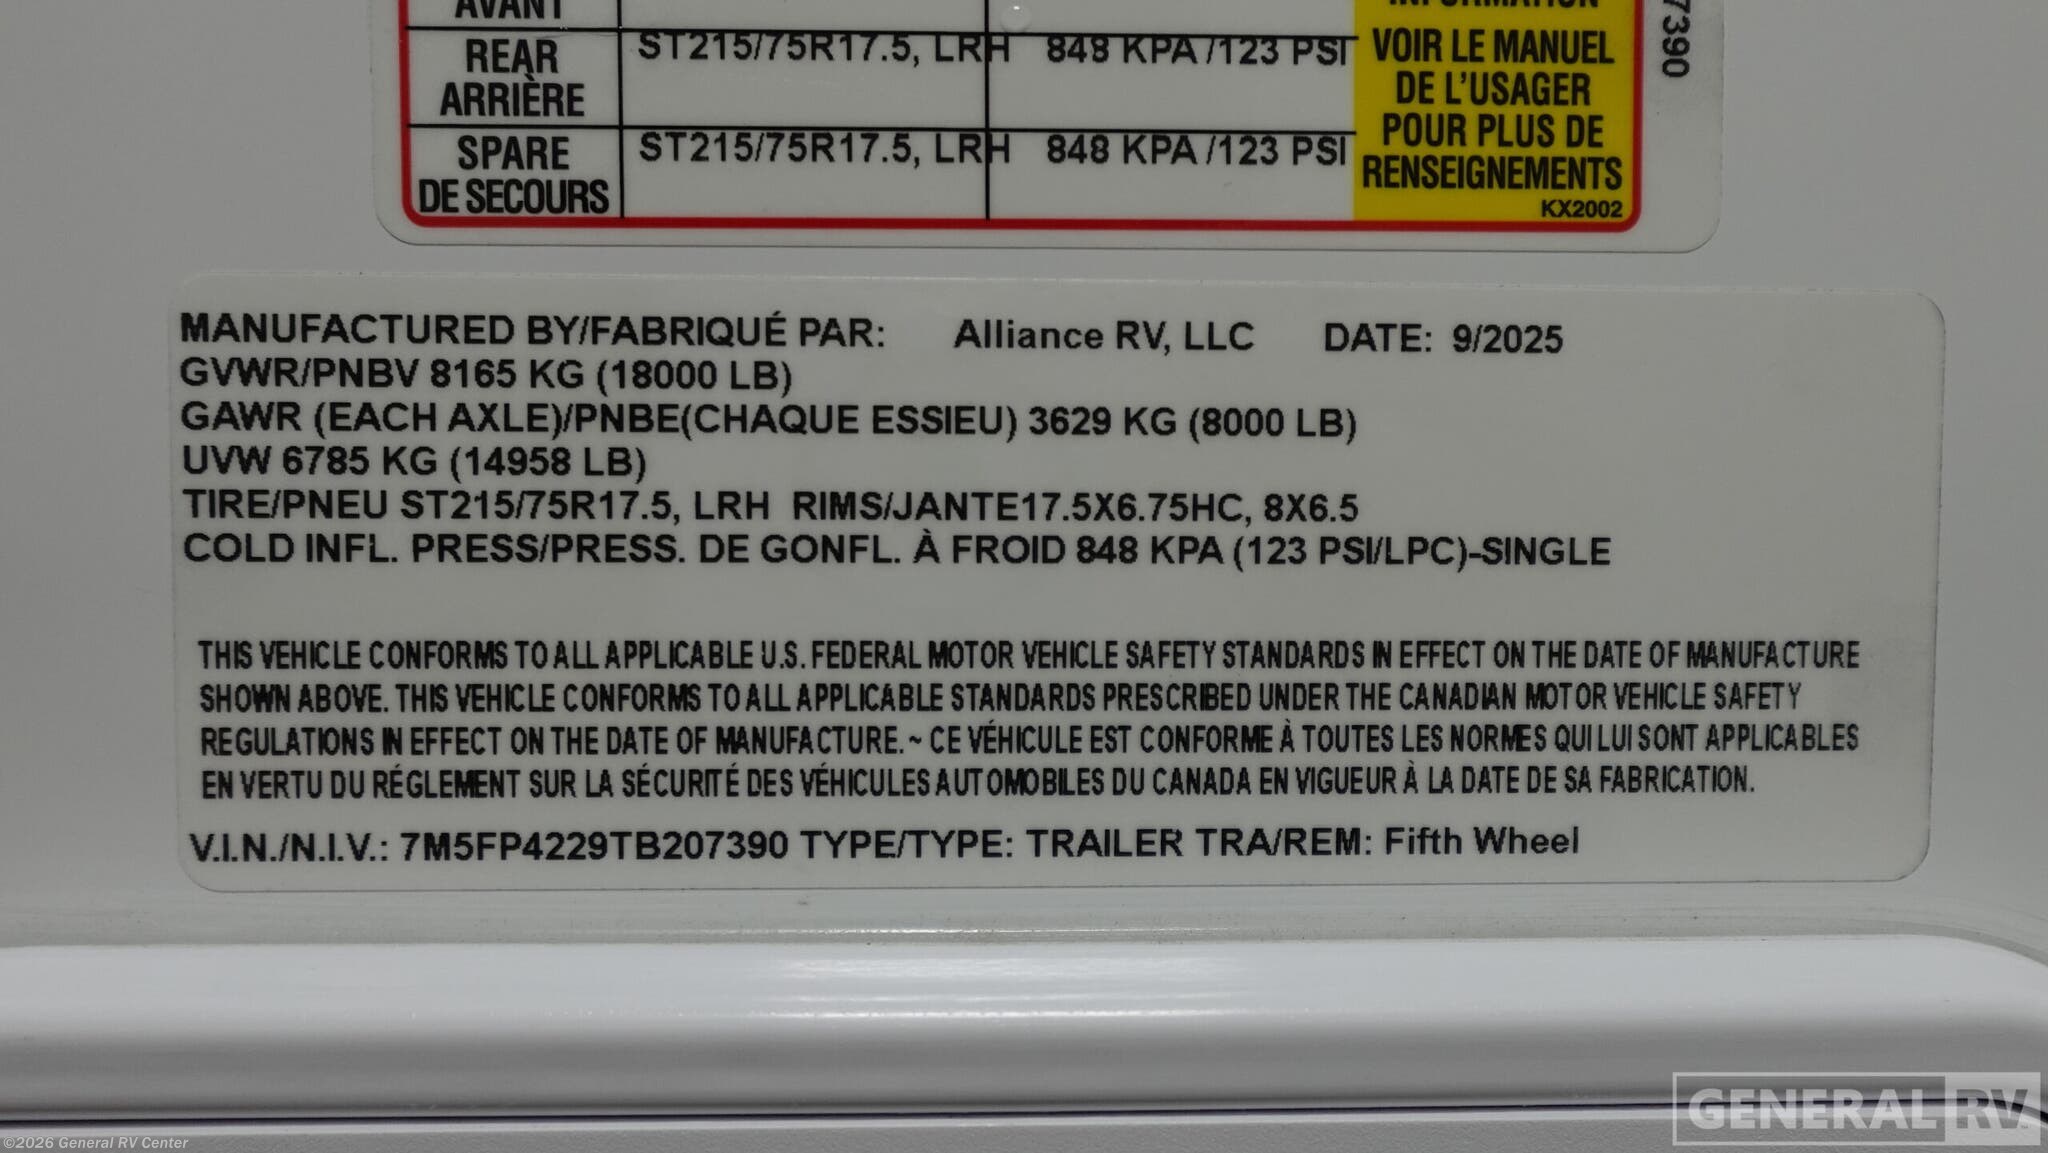 AVANT
INFORMATION
7390
REAR
ARRIÈRE
ST215/75R17.5, LRH 848 KPA /123 PSI
VOIR LE MANUEL
DE L'USAGER
POUR PLUS DE
RENSEIGNEMENTS
SPARE
DE SECOURS
ST215/75R17.5, LRH 848 KPA /123 PSI
KX2002
MANUFACTURED BY/FABRIQUÉ PAR: Alliance RV, LLC DATE: 9/2025
GVWR/PNBV 8165 KG (18000 LB)
GAWR (EACH AXLE)/PNBE(CHAQUE ESSIEU) 3629 KG (8000 LB)
UVW 6785 KG (14958 LB)
TIRE/PNEU ST215/75R17.5, LRH RIMS/JANTE17.5X6.75HC, 8X6.5
COLD INFL. PRESS/PRESS. DE GONFL. À FROID 848 KPA (123 PSI/LPC)-SINGLE
THIS VEHICLE CONFORMS TO ALL APPLICABLE U.S. FEDERAL MOTOR VEHICLE SAFETY STANDARDS IN EFFECT ON THE DATE OF MANUFACTURE
SHOWN ABOVE. THIS VEHICLE CONFORMS TO ALL APPLICABLE STANDARDS PRESCRIBED UNDER THE CANADIAN MOTOR VEHICLE SAFETY
REGULATIONS IN EFFECT ON THE DATE OF MANUFACTURE. ~ CE VÉHICULE EST CONFORME À TOUTES LES NORMES QUI LUI SONT APPLICABLES
EN VERTU DU RÉGLEMENT SUR LA SÉCURITÉ DES VÉHICULES AUTOMOBILES DU CANADA EN VIGUEUR À LA DATE DE SA FABRICATION.
V.I.N./N.I.V.: 7M5FP4229TB207390 TYPE/TYPE: TRAILER TRA/REM: Fifth Wheel
GENERAL RV
©2026 General RV Center